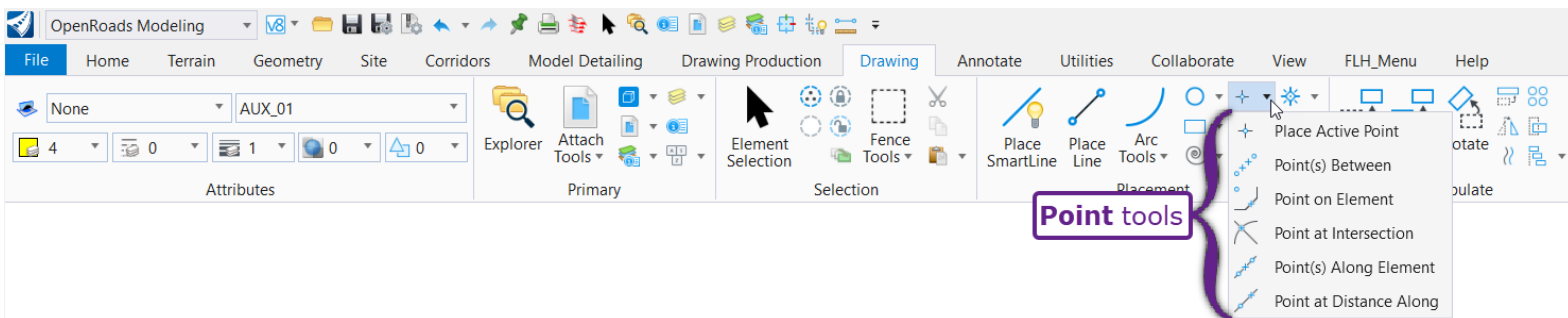 OpenRoads Modeling
File Home Terrain Geometry Site Corridors Model Detailing Drawing Production Drawing Annotate Utilities Collaborate View FLH_Menu Help
None AUX_01
4 0 1 0 0
Attributes
Explorer
Attach Tools
Primary
Element Selection
Fence Tools
Selection
Place SmartLine
Place Line
Arc Tools
Placement
otate
pulate
Place Active Point
Point(s) Between
Point on Element
Point at Intersection
Point(s) Along Element
Point at Distance Along
Point tools